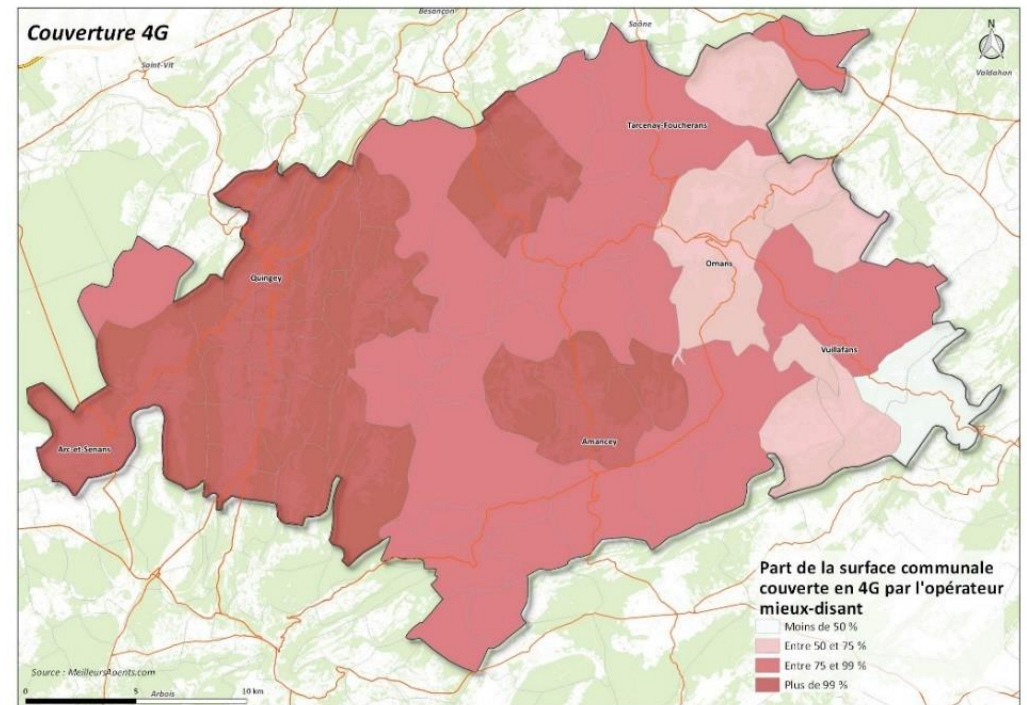 Couverture 4G
Besançon
Saône
N
Saint-Vit
Valdahon
Tarcenay-Foucherans
Quingey
Ornans
Vuillafans
Arc-et-Senans
Amancey
Part de la surface communale
couverte en 4G par l'opérateur
mieux-disant
Moins de 50 %
Entre 50 et 75 %
Entre 75 et 99 %
Plus de 99 %
Source : MeilleursAgents.com
0 5 10 km
Arbois